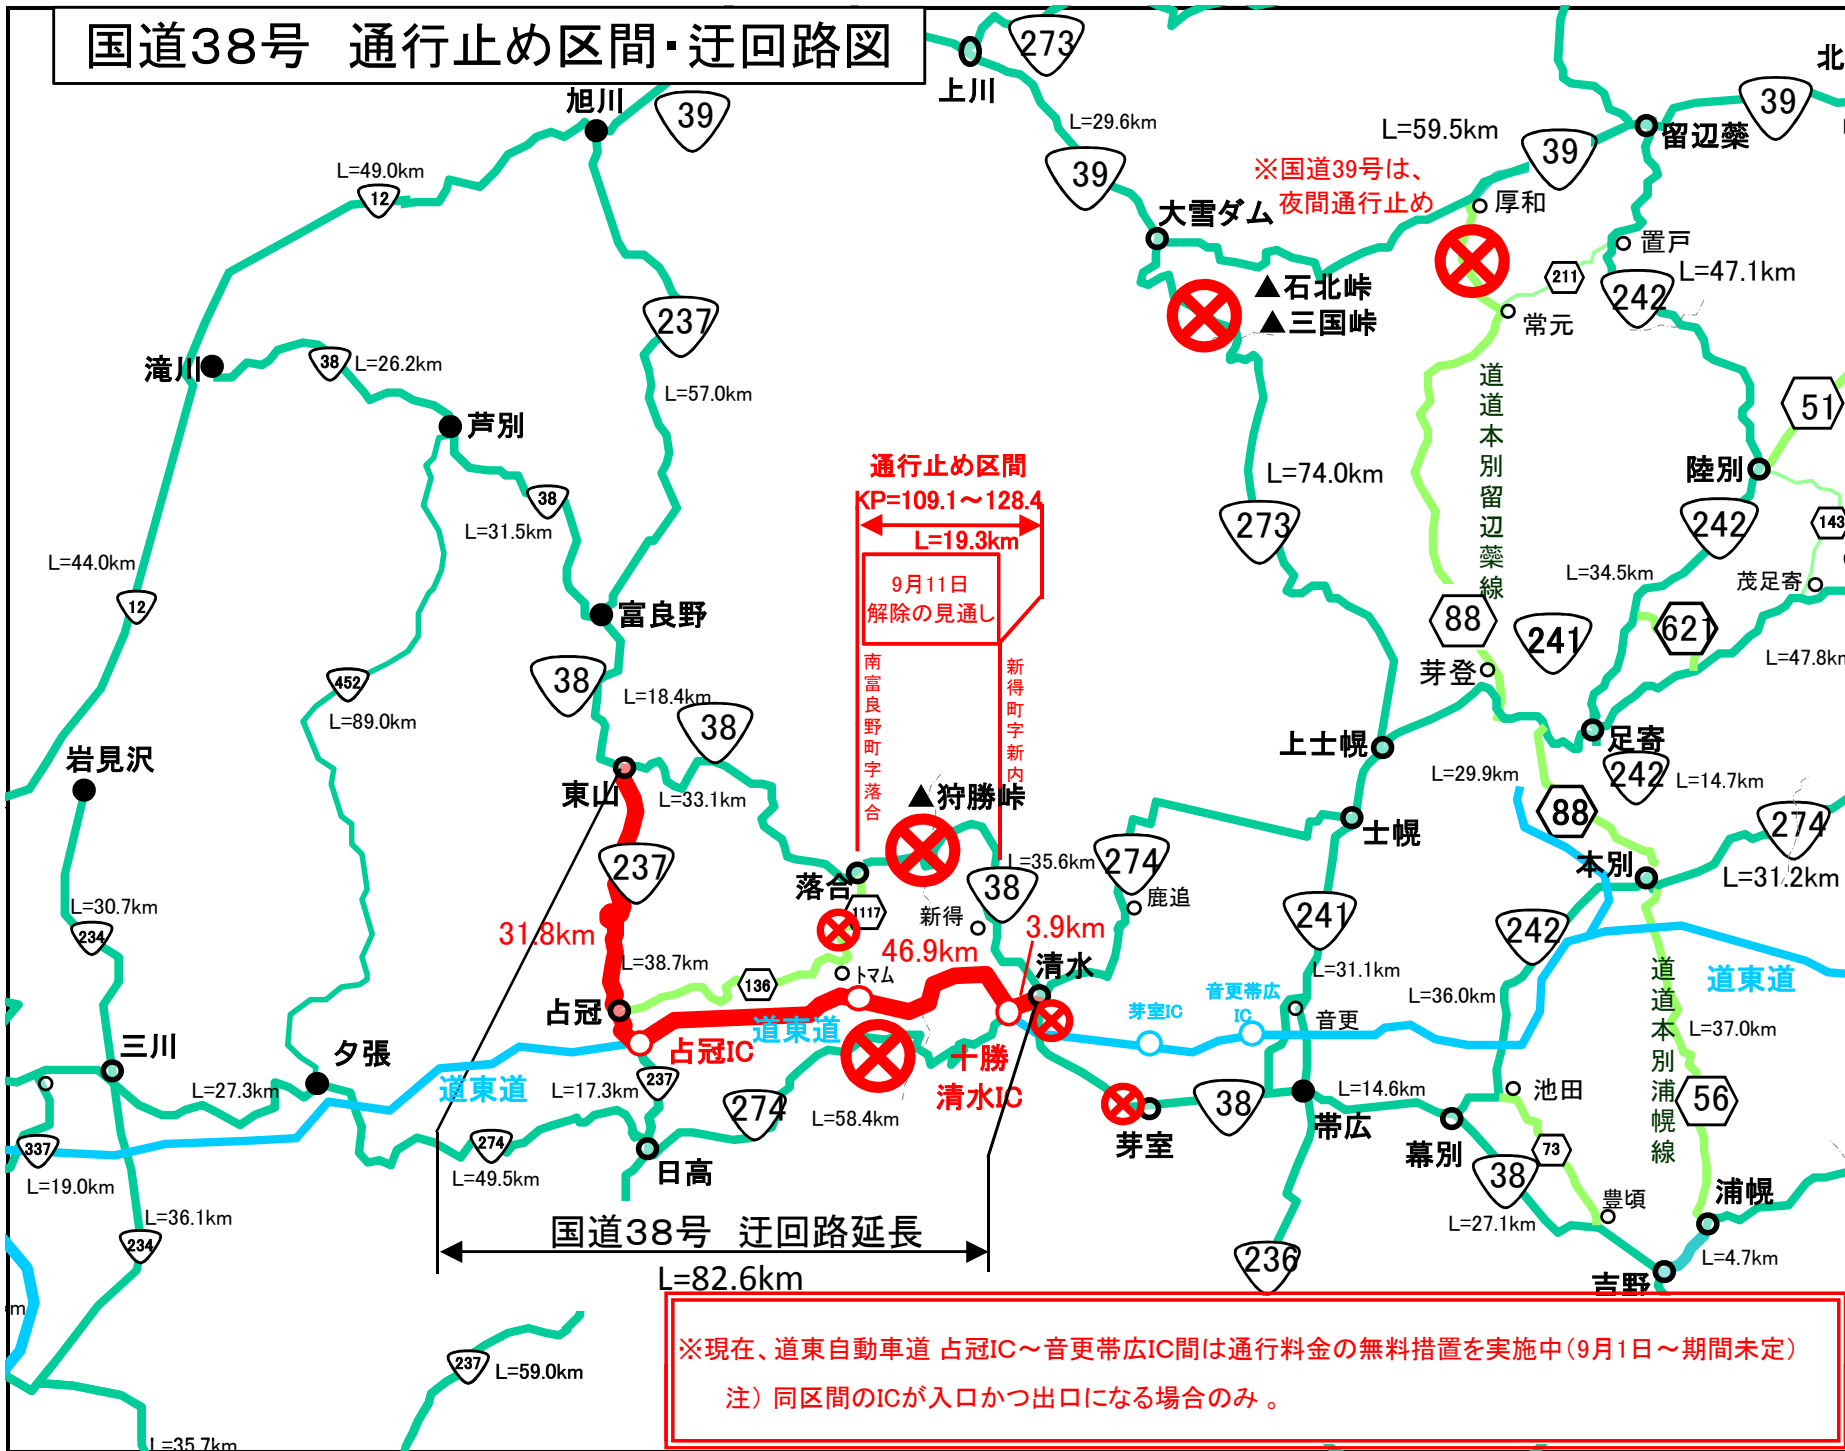 国道38号　通行止め区間・迂回路図
273
上川
北
旭川
39
L=29.6km
L=59.5km
39
留辺蘂
39
L=49.0km
12
39
※国道39号は、
夜間通行止め
厚和
大雪ダム
置戸
L=47.1km
211
242
▲石北峠
▲三国峠
常元
237
滝川
38
L=26.2km
L=57.0km
芦別
道道本別留辺蘂線
51
通行止め区間
KP=109.1～128.4
L=19.3km
L=74.0km
陸別
38
L=31.5km
273
242
143
L=44.0km
12
9月11日
解除の見通し
L=34.5km
茂足寄
富良野
88
241
621
L=47.8km
南富良野町字落合
新得町字新内
芽登
38
452
L=18.4km
L=89.0km
38
上士幌
足寄
岩見沢
東山
L=33.1km
▲狩勝峠
L=29.9km
242
L=14.7km
88
士幌
274
237
落合
L=35.6km
274
本別
L=31.2km
38
1117
新得
鹿追
L=30.7km
234
31.8km
46.9km
3.9km
241
242
L=38.7km
136
トマム
清水
L=31.1km
道道本別浦幌線
道東道
占冠
道東道
音更帯広
IC
芽室IC
音更
L=36.0km
L=37.0km
三川
夕張
占冠IC
十勝
清水IC
L=27.3km
道東道
L=17.3km
237
274
L=58.4km
38
L=14.6km
池田
56
芽室
帯広
幕別
73
337
274
日高
L=19.0km
L=49.5km
38
豊頃
浦幌
L=36.1km
234
国道38号　迂回路延長
L=82.6km
236
L=27.1km
L=4.7km
吉野
m
237
L=59.0km
※現在、道東自動車道 占冠IC～音更帯広IC間は通行料金の無料措置を実施中（9月1日～期間未定）
注） 同区間のICが入口かつ出口になる場合のみ 。
L=35.7km